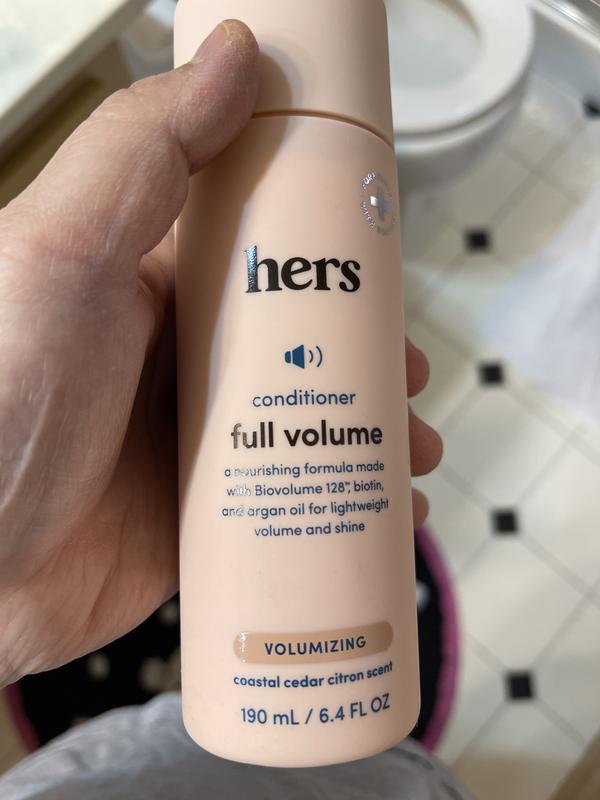 hers
conditioner
full volume
a nourishing formula made
with Biovolume 128™, biotin,
and argan oil for lightweight
volume and shine
VOLUMIZING
coastal cedar citron scent
190 mL / 6.4 FL OZ